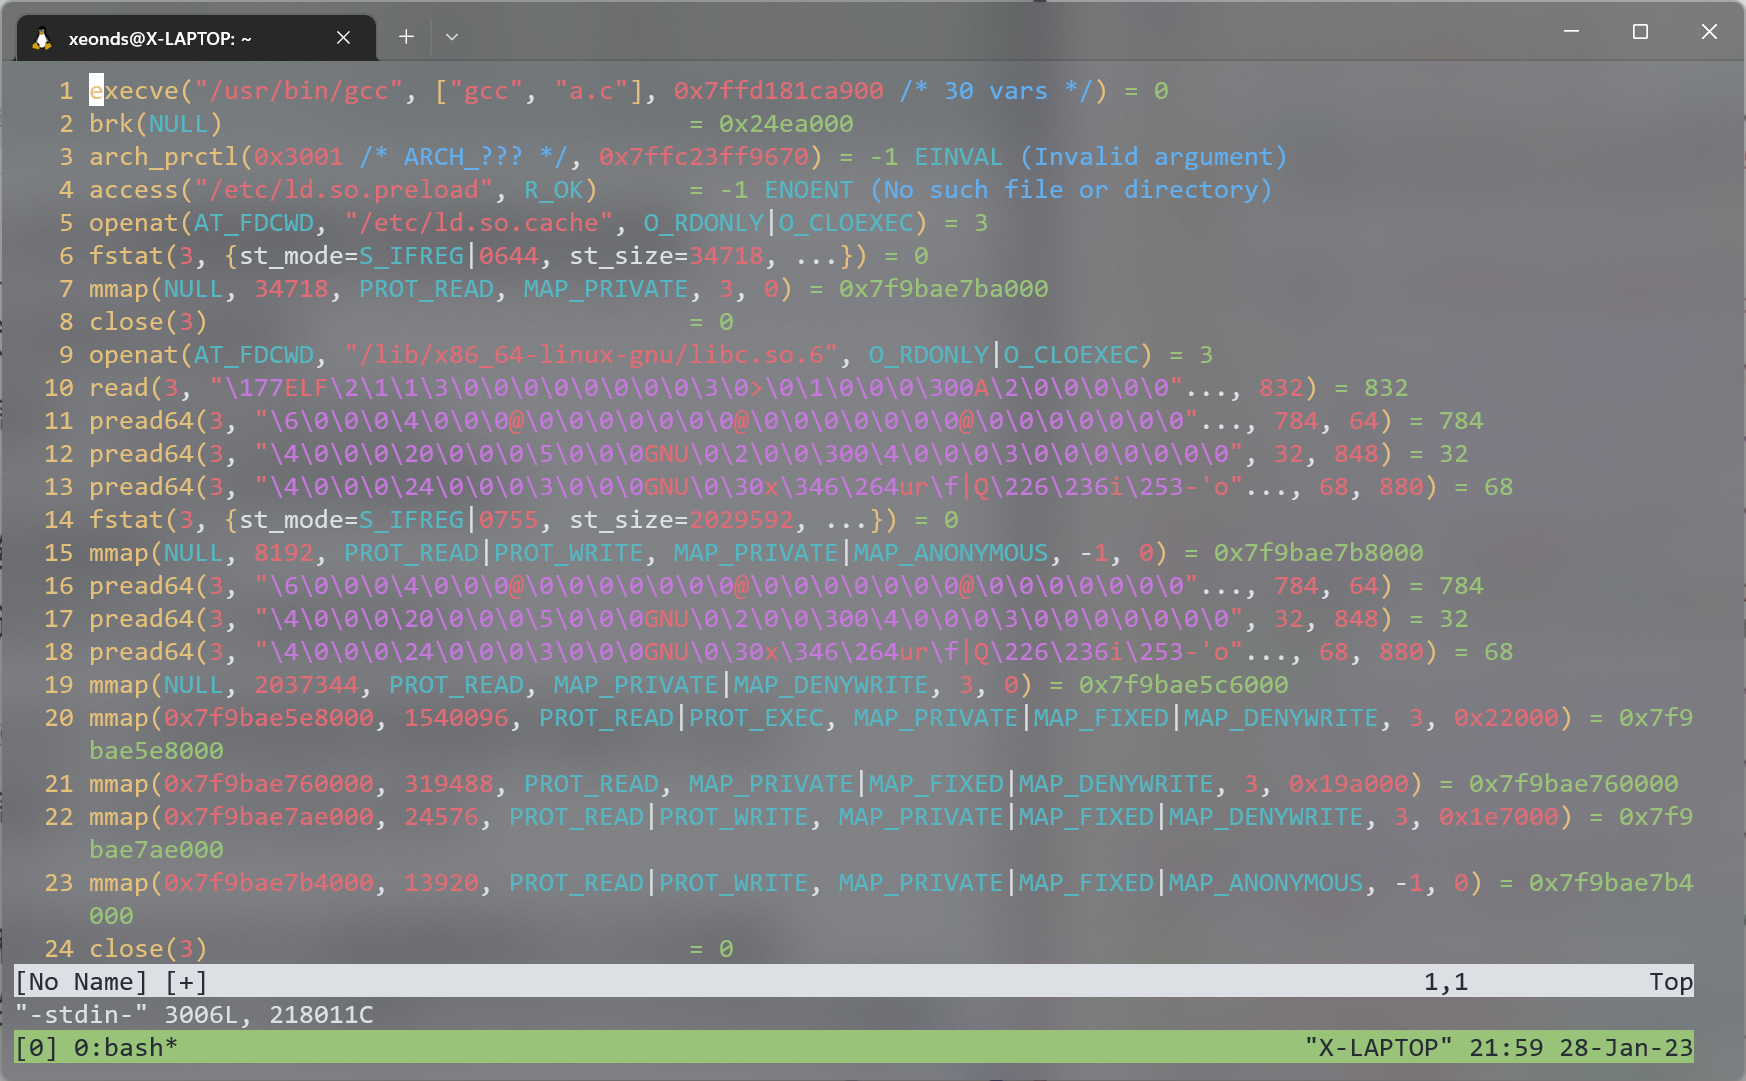 xeonds@X-LAPTOP: ~
1 execve("/usr/bin/gcc", ["gcc", "a.c"], 0x7ffd181ca900 /* 30 vars */) = 0
2 brk(NULL)                               = 0x24ea000
3 arch_prctl(0x3001 /* ARCH_??? */, 0x7ffc23ff9670) = -1 EINVAL (Invalid argument)
4 access("/etc/ld.so.preload", R_OK)      = -1 ENOENT (No such file or directory)
5 openat(AT_FDCWD, "/etc/ld.so.cache", O_RDONLY|O_CLOEXEC) = 3
6 fstat(3, {st_mode=S_IFREG|0644, st_size=34718, ...}) = 0
7 mmap(NULL, 34718, PROT_READ, MAP_PRIVATE, 3, 0) = 0x7f9bae7ba000
8 close(3)                                = 0
9 openat(AT_FDCWD, "/lib/x86_64-linux-gnu/libc.so.6", O_RDONLY|O_CLOEXEC) = 3
10 read(3, "\177ELF\2\1\1\3\0\0\0\0\0\0\0\0\3\0>\0\1\0\0\0\300A\2\0\0\0\0\0"..., 832) = 832
11 pread64(3, "\6\0\0\0\4\0\0\0@\0\0\0\0\0\0\0@\0\0\0\0\0\0\0@\0\0\0\0\0\0\0"..., 784, 64) = 784
12 pread64(3, "\4\0\0\0\20\0\0\0\5\0\0\0GNU\0\2\0\0\300\4\0\0\0\3\0\0\0\0\0\0\0", 32, 848) = 32
13 pread64(3, "\4\0\0\0\24\0\0\0\3\0\0\0GNU\0\30x\346\264ur\f|Q\226\236i\253-'o"..., 68, 880) = 68
14 fstat(3, {st_mode=S_IFREG|0755, st_size=2029592, ...}) = 0
15 mmap(NULL, 8192, PROT_READ|PROT_WRITE, MAP_PRIVATE|MAP_ANONYMOUS, -1, 0) = 0x7f9bae7b8000
16 pread64(3, "\6\0\0\0\4\0\0\0@\0\0\0\0\0\0\0@\0\0\0\0\0\0\0@\0\0\0\0\0\0\0"..., 784, 64) = 784
17 pread64(3, "\4\0\0\0\20\0\0\0\5\0\0\0GNU\0\2\0\0\300\4\0\0\0\3\0\0\0\0\0\0\0", 32, 848) = 32
18 pread64(3, "\4\0\0\0\24\0\0\0\3\0\0\0GNU\0\30x\346\264ur\f|Q\226\236i\253-'o"..., 68, 880) = 68
19 mmap(NULL, 2037344, PROT_READ, MAP_PRIVATE|MAP_DENYWRITE, 3, 0) = 0x7f9bae5c6000
20 mmap(0x7f9bae5e8000, 1540096, PROT_READ|PROT_EXEC, MAP_PRIVATE|MAP_FIXED|MAP_DENYWRITE, 3, 0x22000) = 0x7f9
bae5e8000
21 mmap(0x7f9bae760000, 319488, PROT_READ, MAP_PRIVATE|MAP_FIXED|MAP_DENYWRITE, 3, 0x19a000) = 0x7f9bae760000
22 mmap(0x7f9bae7ae000, 24576, PROT_READ|PROT_WRITE, MAP_PRIVATE|MAP_FIXED|MAP_DENYWRITE, 3, 0x1e7000) = 0x7f9
bae7ae000
23 mmap(0x7f9bae7b4000, 13920, PROT_READ|PROT_WRITE, MAP_PRIVATE|MAP_FIXED|MAP_ANONYMOUS, -1, 0) = 0x7f9bae7b4
000
24 close(3)                                = 0
[No Name] [+] 1,1 Top
"-stdin-" 3006L, 218011C
[0] 0:bash* "X-LAPTOP" 21:59 28-Jan-23